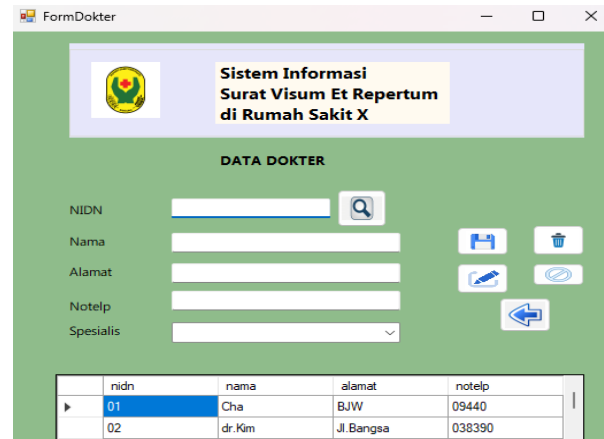 FormDokter
Sistem Informasi
Surat Visum Et Repertum
di Rumah Sakit X
DATA DOKTER
NIDN
Nama
Alamat
Notelp
Spesialis
nidn nama alamat notelp
01 Cha BJW 09440
02 dr.Kim Jl.Bangsa 038390